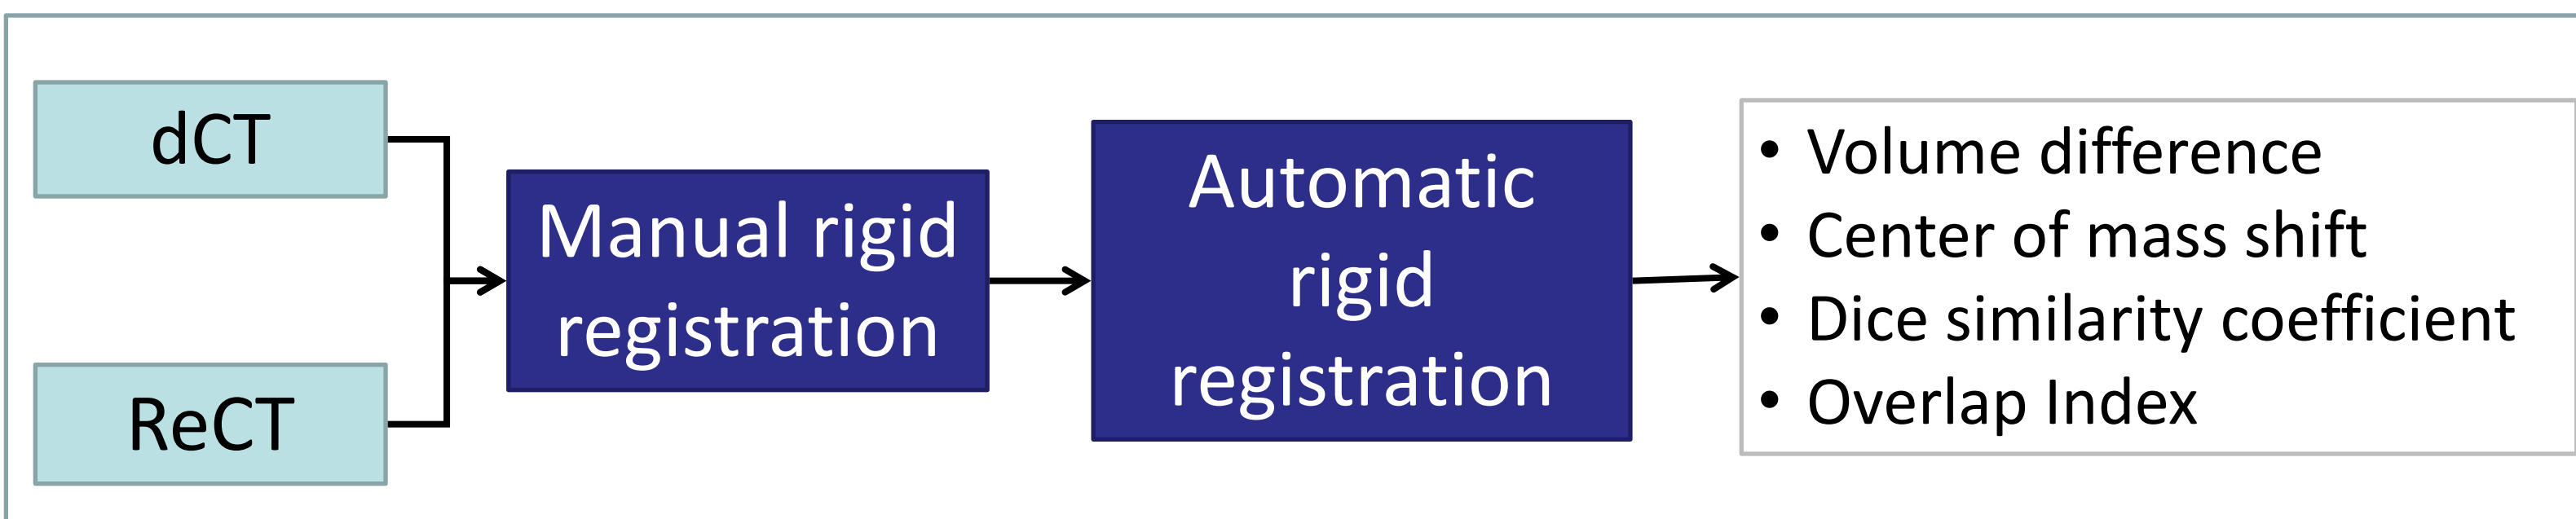 dCT
ReCT
Manual rigid
registration
Automatic
rigid
registration
• Volume difference
• Center of mass shift
• Dice similarity coefficient
• Overlap Index